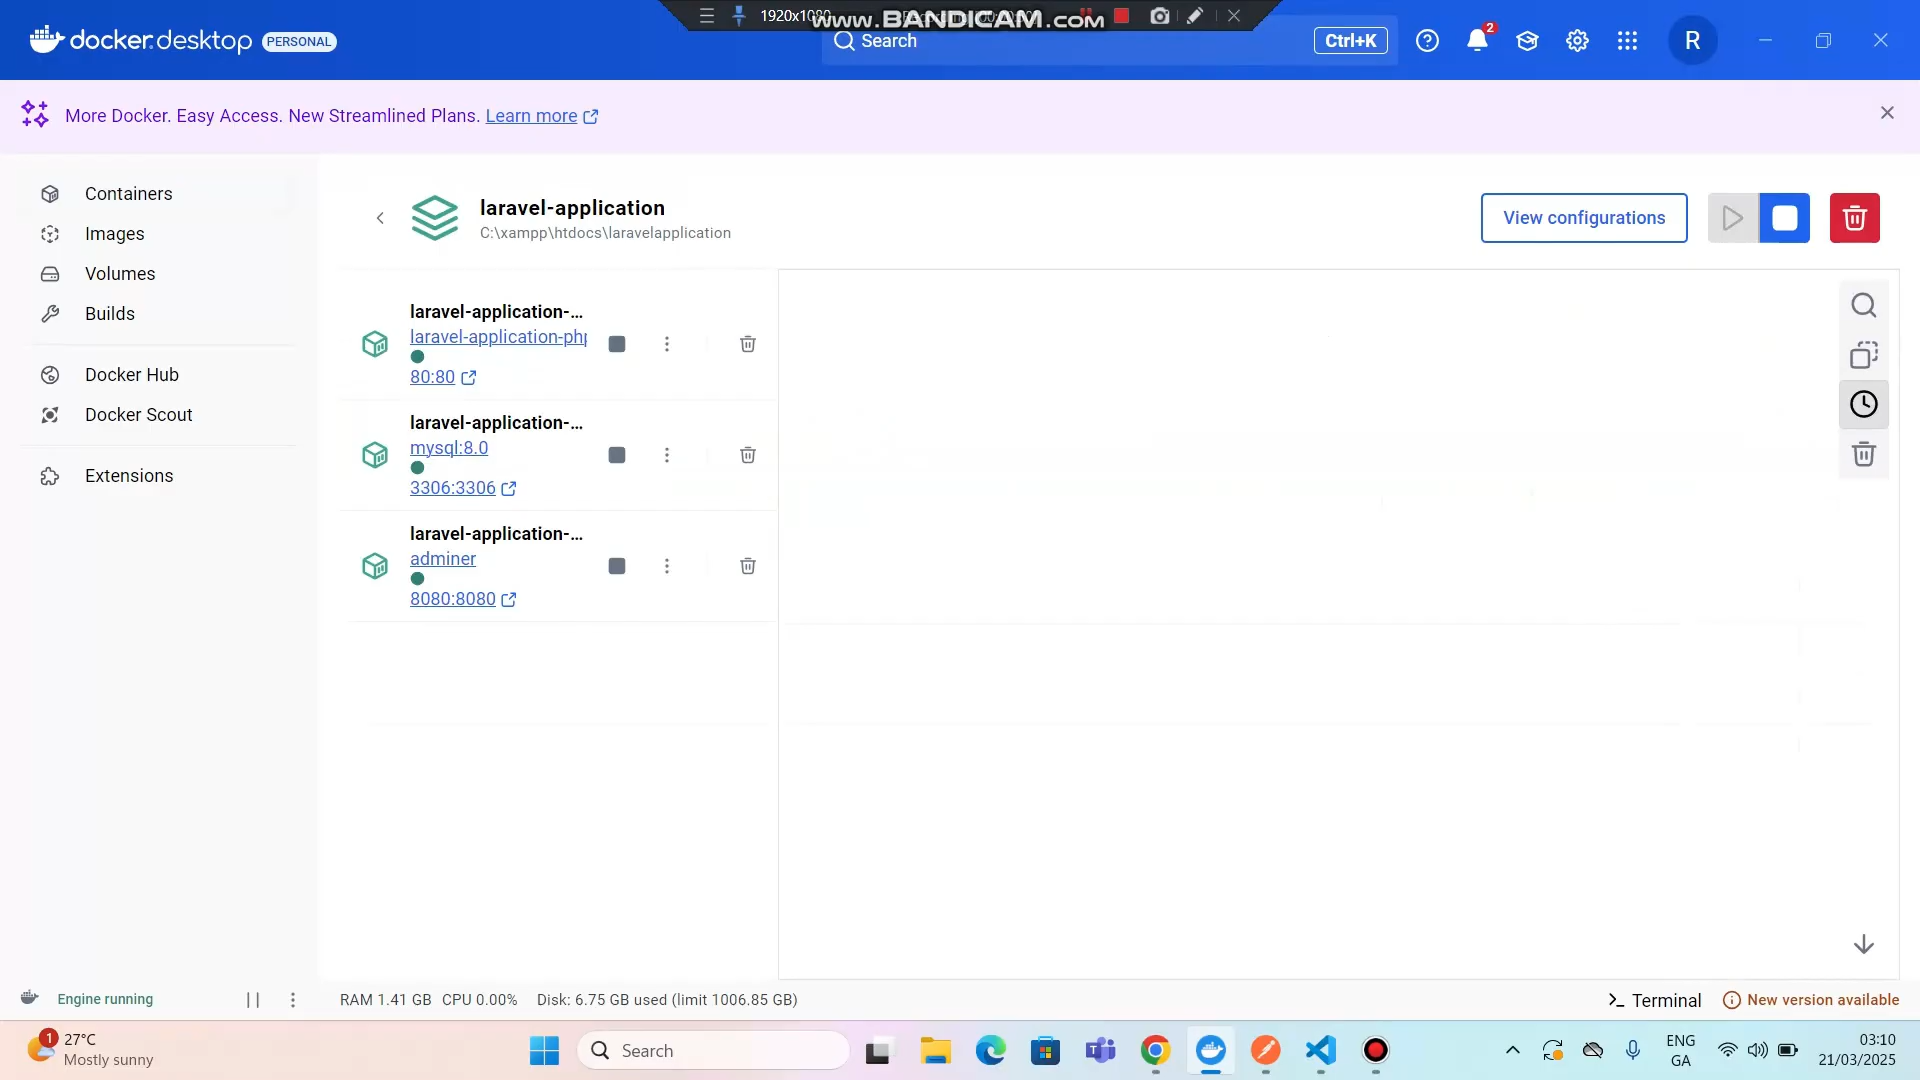 1920x1080
www.BANDICAM.com
docker.desktop PERSONAL
Search
Ctrl+K
2
R
More Docker. Easy Access. New Streamlined Plans. Learn more
Containers
Images
Volumes
Builds
Docker Hub
Docker Scout
Extensions
laravel-application
C:\xampp\htdocs\laravelapplication
View configurations
laravel-application-...
laravel-application-php
80:80
laravel-application-...
mysql:8.0
3306:3306
laravel-application-...
adminer
8080:8080
Engine running
RAM 1.41 GB CPU 0.00% Disk: 6.75 GB used (limit 1006.85 GB)
Terminal
New version available
1
27°C
Mostly sunny
Search
ENG
GA
03:10
21/03/2025